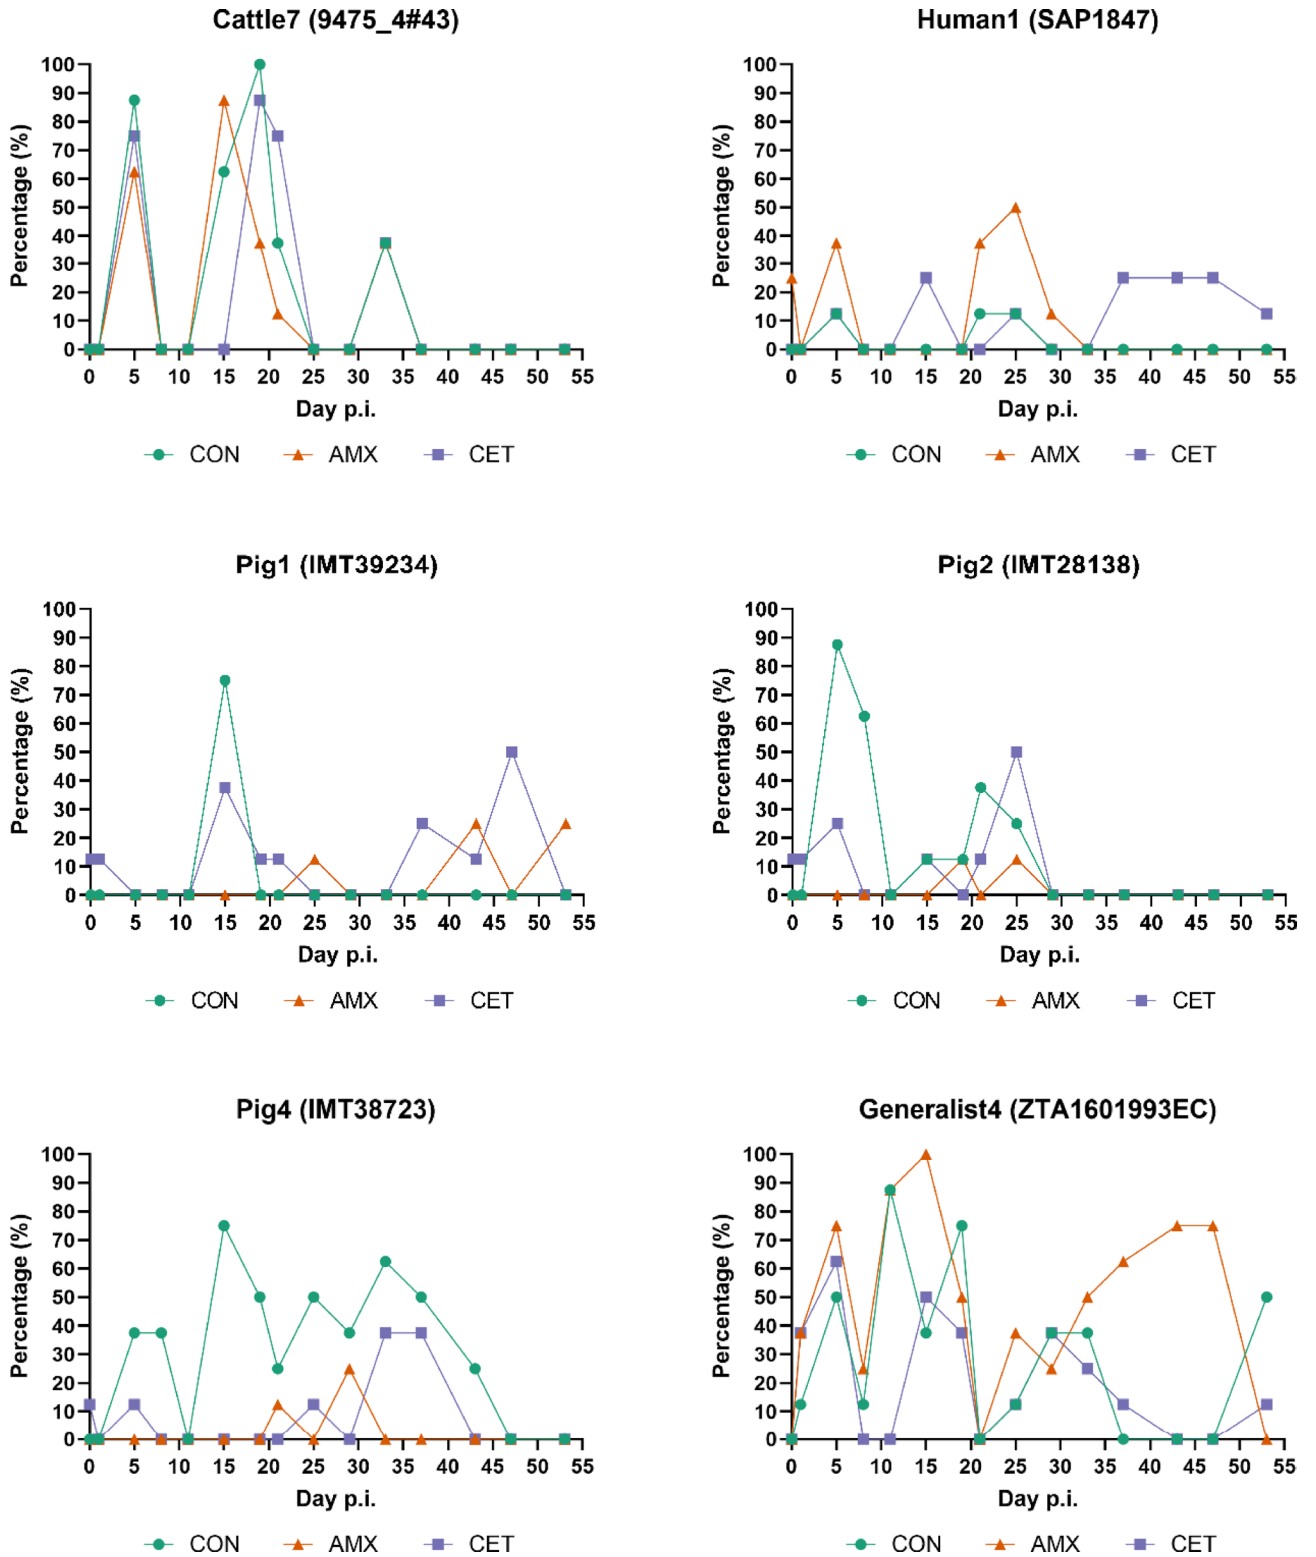 Cattle7 (9475_4#43)
Percentage (%)
100
90
80
70
60
50
40
30
20
10
0
0 5 10 15 20 25 30 35 40 45 50 55
Day p.i.
CON AMX CET
Human1 (SAP1847)
Percentage (%)
100
90
80
70
60
50
40
30
20
10
0
0 5 10 15 20 25 30 35 40 45 50 55
Day p.i.
CON AMX CET
Pig1 (IMT39234)
Percentage (%)
100
90
80
70
60
50
40
30
20
10
0
0 5 10 15 20 25 30 35 40 45 50 55
Day p.i.
CON AMX CET
Pig2 (IMT28138)
Percentage (%)
100
90
80
70
60
50
40
30
20
10
0
0 5 10 15 20 25 30 35 40 45 50 55
Day p.i.
CON AMX CET
Pig4 (IMT38723)
Percentage (%)
100
90
80
70
60
50
40
30
20
10
0
0 5 10 15 20 25 30 35 40 45 50 55
Day p.i.
CON AMX CET
Generalist4 (ZTA1601993EC)
Percentage (%)
100
90
80
70
60
50
40
30
20
10
0
0 5 10 15 20 25 30 35 40 45 50 55
Day p.i.
CON AMX CET